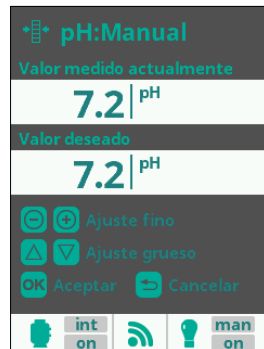 pH:Manual
Valor medido actualmente
7.2 pH
Valor deseado
7.2 pH
Ajuste fino
Ajuste grueso
OK Aceptar Cancelar
int man
on on